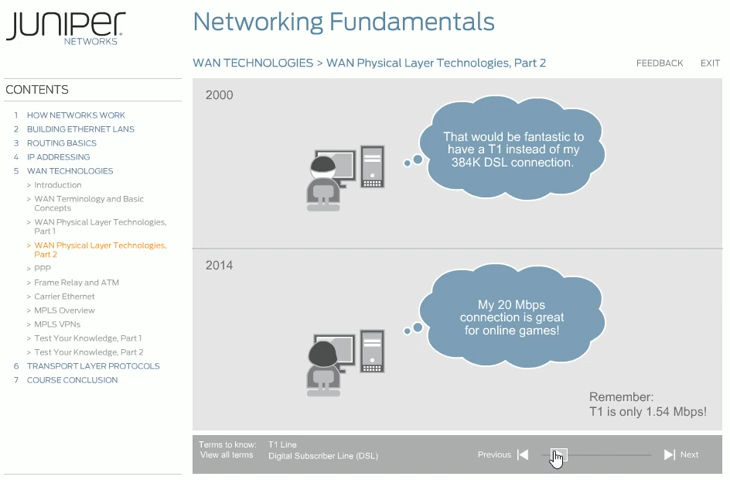 JUNIPER
NETWORKS
Networking Fundamentals
WAN TECHNOLOGIES > WAN Physical Layer Technologies, Part 2
FEEDBACK
EXIT
CONTENTS
1 HOW NETWORKS WORK
2 BUILDING ETHERNET LANS
3 ROUTING BASICS
4 IP ADDRESSING
5 WAN TECHNOLOGIES
> Introduction
> WAN Terminology and Basic
Concepts
> WAN Physical Layer Technologies,
Part 1
> WAN Physical Layer Technologies,
Part 2
> PPP
> Frame Relay and ATM
> Carrier Ethernet
> MPLS Overview
> MPLS VPNs
> Test Your Knowledge, Part 1
> Test Your Knowledge, Part 2
6 TRANSPORT LAYER PROTOCOLS
7 COURSE CONCLUSION
2000
That would be fantastic to
have a T1 instead of my
384K DSL connection.
2014
My 20 Mbps
connection is great
for online games!
Remember:
T1 is only 1.54 Mbps!
Terms to know:
View all terms
T1 Line
Digital Subscriber Line (DSL)
Previous
Next